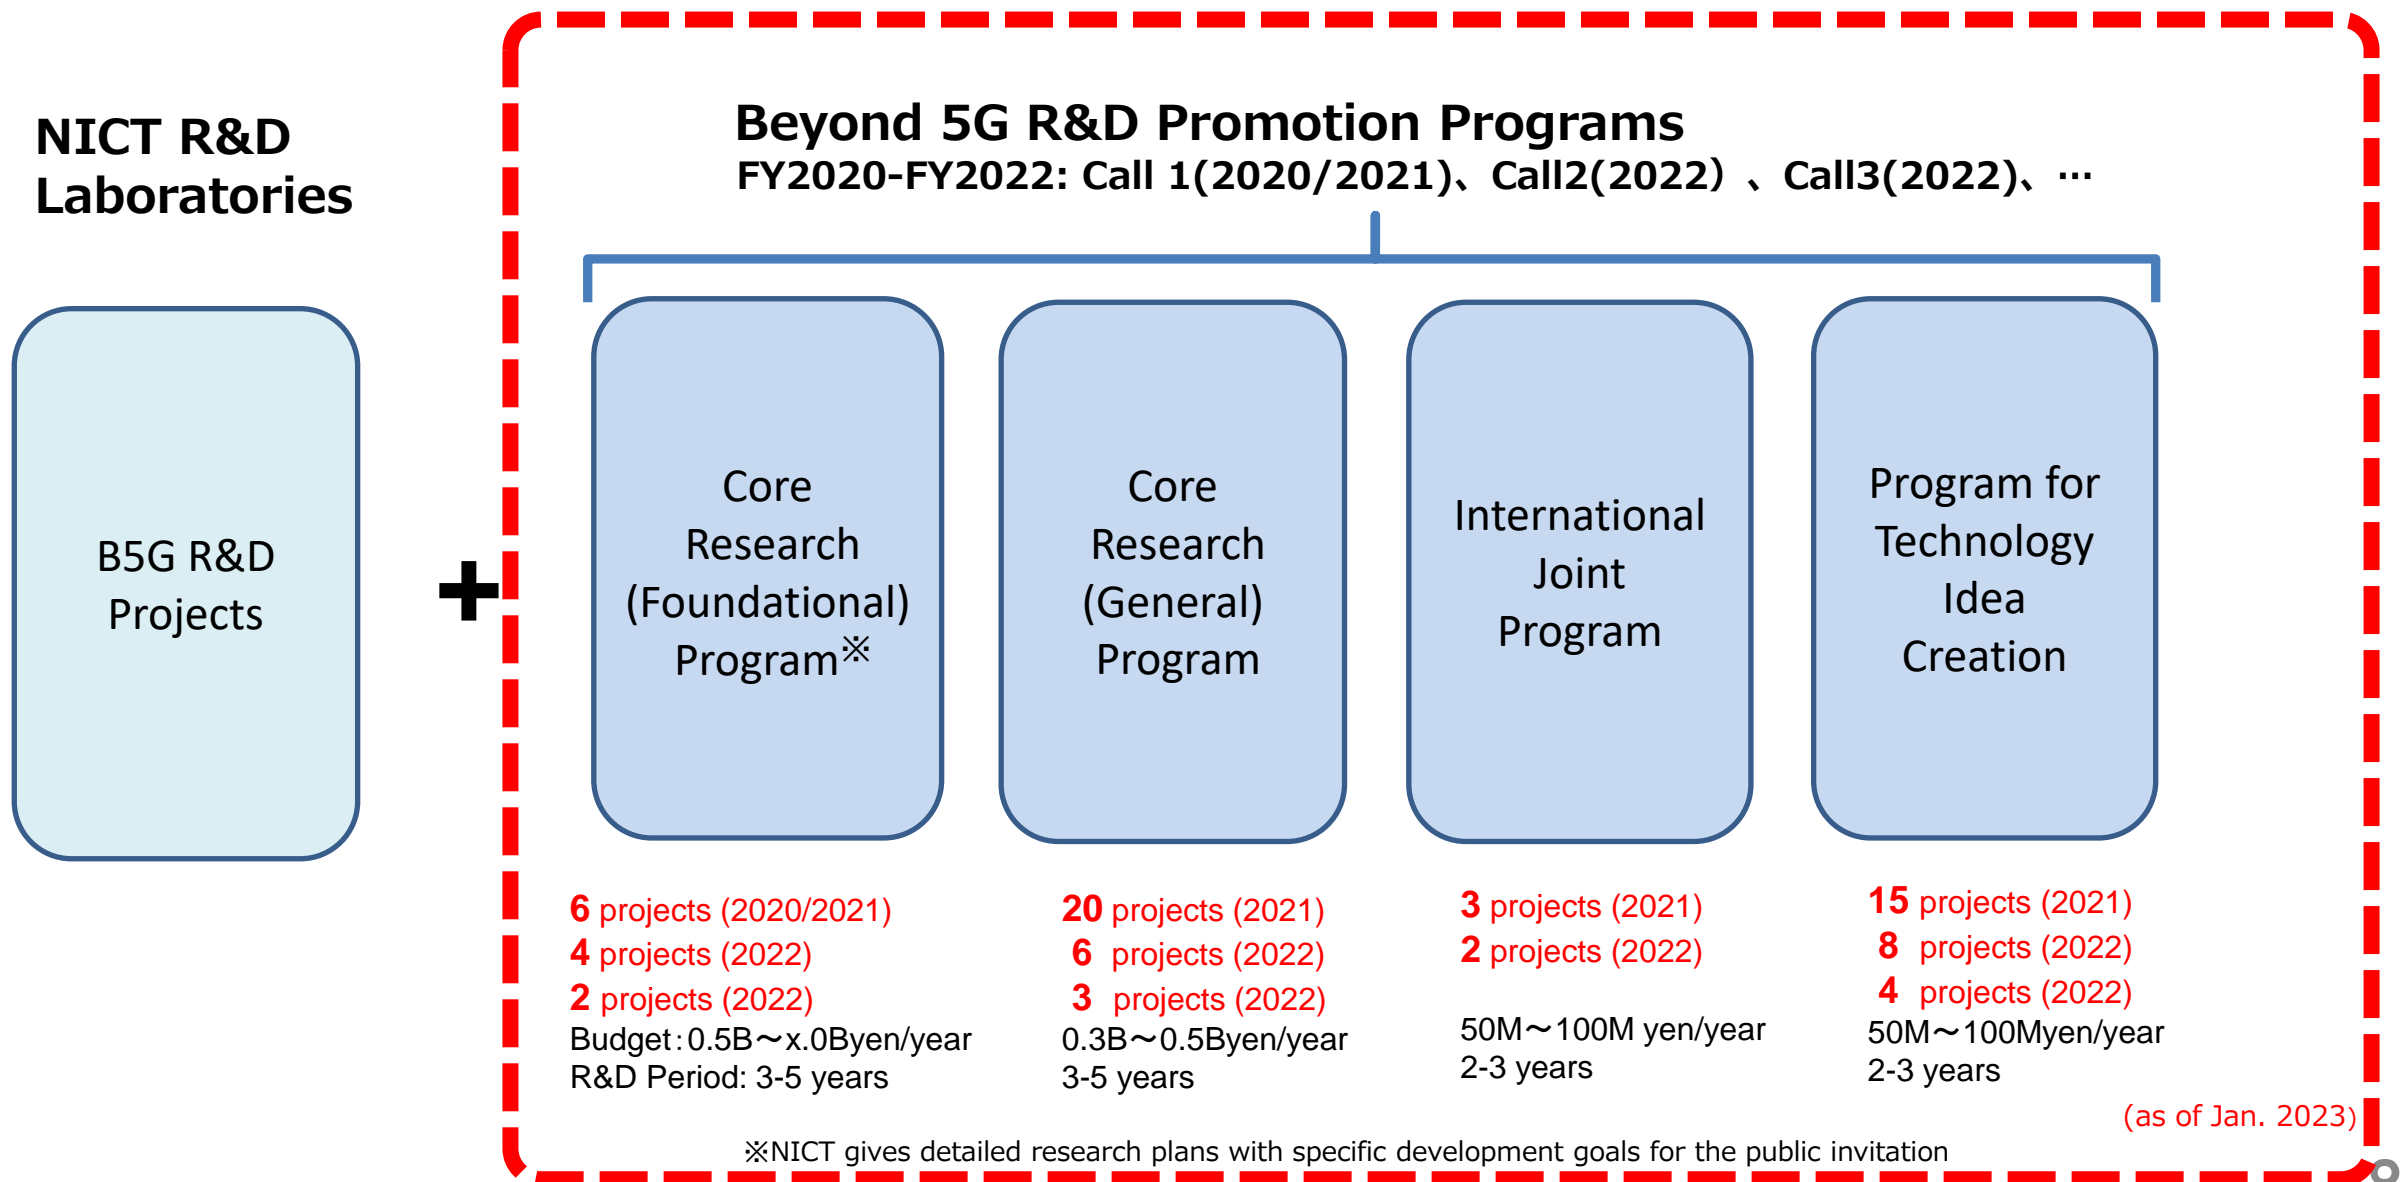 NICT R&D
Laboratories
Beyond 5G R&D Promotion Programs
FY2020-FY2022: Call 1(2020/2021)、Call2(2022）、Call3(2022)、…
B5G R&D
Projects
+
Core
Research
(Foundational)
Program※
Core
Research
(General)
Program
International
Joint
Program
Program for
Technology
Idea
Creation
6 projects (2020/2021)
4 projects (2022)
2 projects (2022)
Budget：0.5B～x.0Byen/year
R&D Period: 3-5 years
20 projects (2021)
6 projects (2022)
3 projects (2022)
0.3B～0.5Byen/year
3-5 years
3 projects (2021)
2 projects (2022)
50M～100M yen/year
2-3 years
15 projects (2021)
8 projects (2022)
4 projects (2022)
50M～100Myen/year
2-3 years
(as of Jan. 2023)
※NICT gives detailed research plans with specific development goals for the public invitation